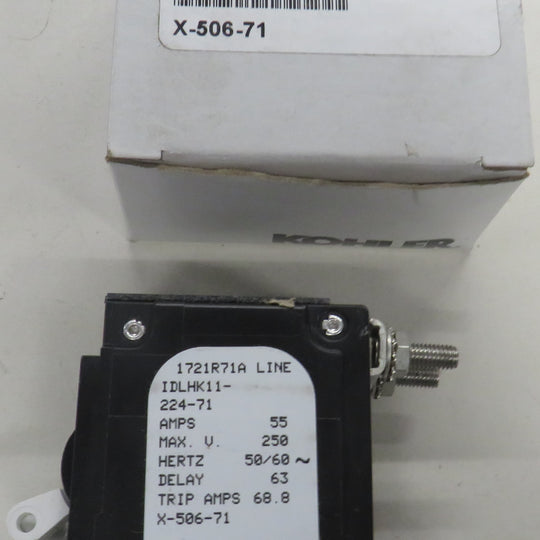 X-506-71
KOHLER
1721R71A LINE
IDLHK11-
224-71
AMPS 55
MAX. V. 250
HERTZ 50/60 ~
DELAY 63
TRIP AMPS 68.8
X-506-71